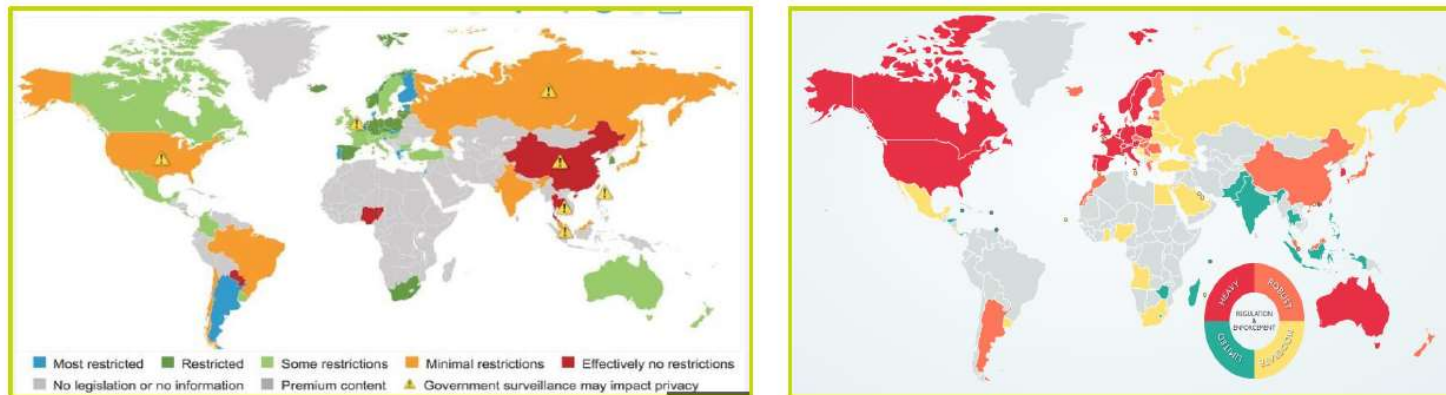 Most restricted Restricted Some restrictions Minimal restrictions Effectively no restrictions
No legislation or no information Premium content Government surveillance may impact privacy
HEAVY
ROBUST
REGULATION
&
ENFORCEMENT
LIMITED
MODERATE